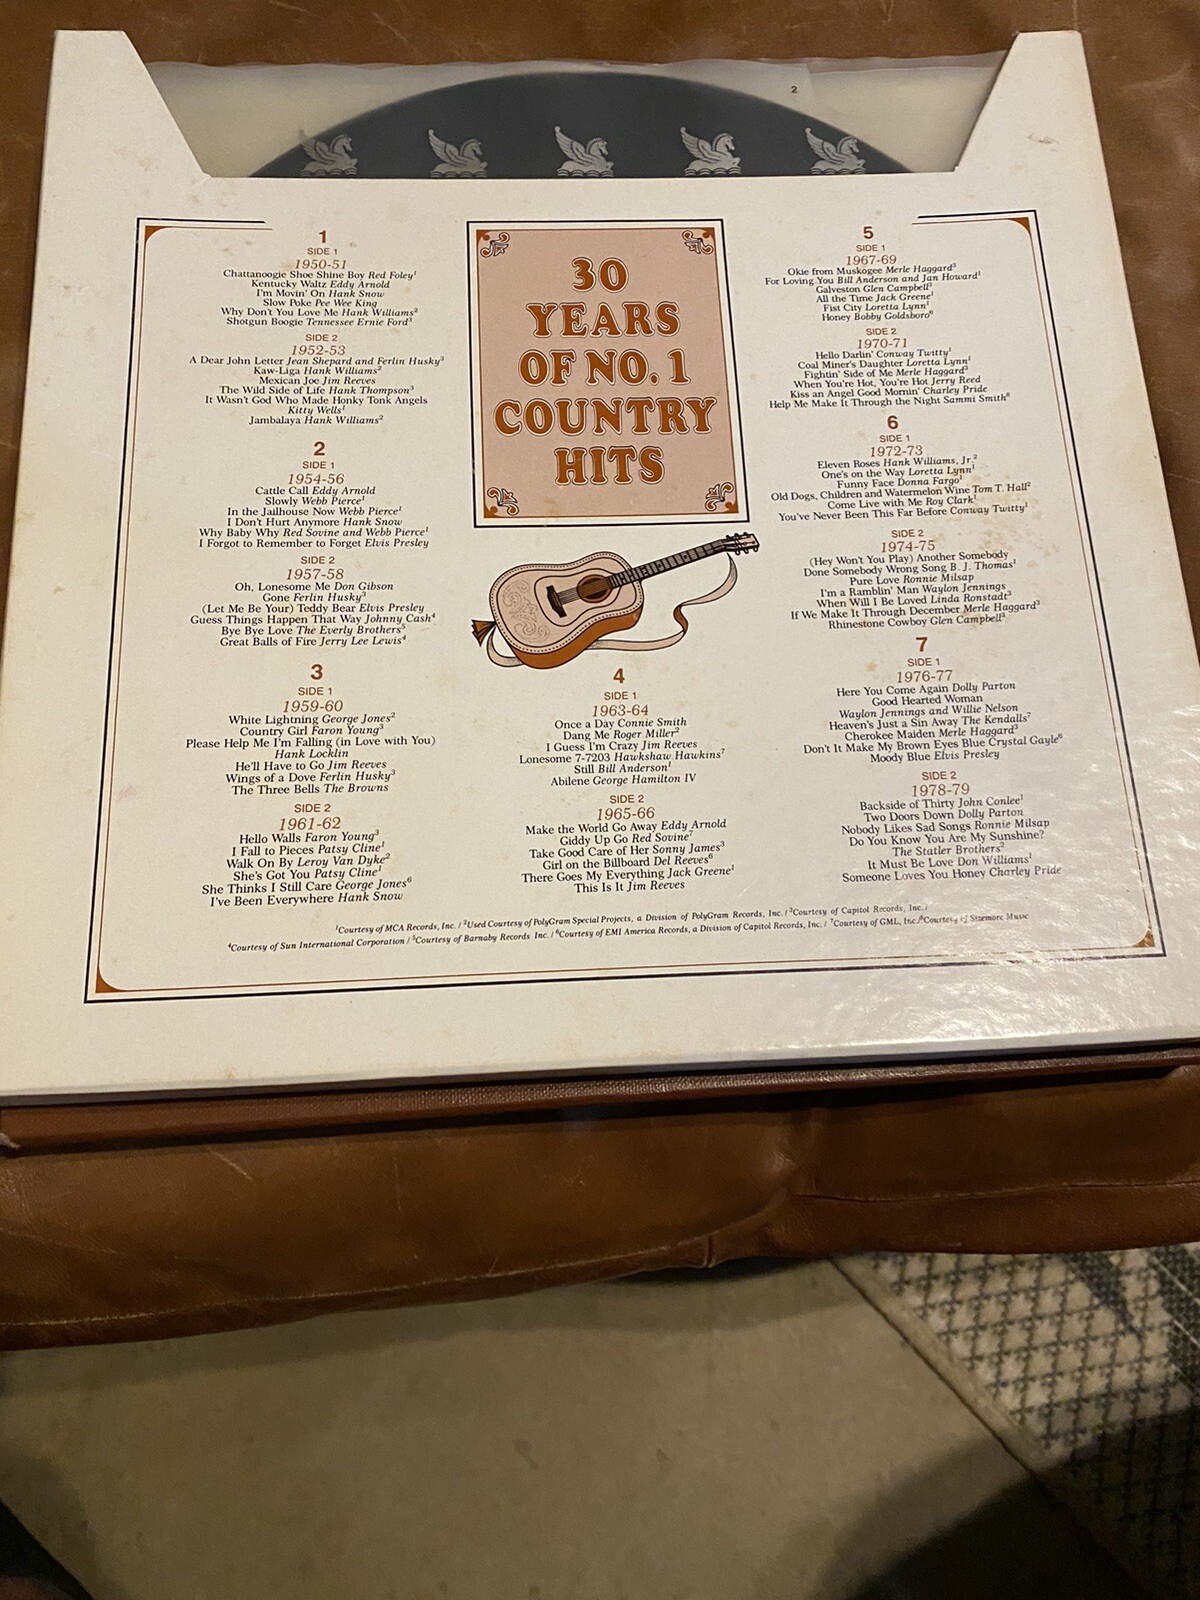 2
30
YEARS
OF NO. 1
COUNTRY
HITS
1
SIDE 1
1950-51
Chattanoogie Shoe Shine Boy Red Foley¹
Kentucky Waltz Eddy Arnold
I'm Movin' On Hank Snow
Slow Poke Pee Wee King
Why Don't You Love Me Hank Williams²
Shotgun Boogie Tennessee Ernie Ford³
SIDE 2
1952-53
A Dear John Letter Jean Shepard and Ferlin Husky³
Kaw-Liga Hank Williams²
Mexican Joe Jim Reeves
The Wild Side of Life Hank Thompson³
It Wasn't God Who Made Honky Tonk Angels
Kitty Wells¹
Jambalaya Hank Williams²
2
SIDE 1
1954-56
Cattle Call Eddy Arnold
Slowly Webb Pierce¹
In the Jailhouse Now Webb Pierce¹
I Don't Hurt Anymore Hank Snow
Why Baby Why Red Sovine and Webb Pierce¹
I Forgot to Remember to Forget Elvis Presley
SIDE 2
1957-58
Oh, Lonesome Me Don Gibson
Gone Ferlin Husky³
(Let Me Be Your) Teddy Bear Elvis Presley
Guess Things Happen That Way Johnny Cash⁴
Bye Bye Love The Everly Brothers⁵
Great Balls of Fire Jerry Lee Lewis⁴
3
SIDE 1
1959-60
White Lightning George Jones²
Country Girl Faron Young³
Please Help Me I'm Falling (in Love with You)
Hank Locklin
He'll Have to Go Jim Reeves
Wings of a Dove Ferlin Husky³
The Three Bells The Browns
SIDE 2
1961-62
Hello Walls Faron Young³
I Fall to Pieces Patsy Cline¹
Walk On By Leroy Van Dyke²
She's Got You Patsy Cline¹
She Thinks I Still Care George Jones⁶
I've Been Everywhere Hank Snow
4
SIDE 1
1963-64
Once a Day Connie Smith
Dang Me Roger Miller²
I Guess I'm Crazy Jim Reeves
Lonesome 7-7203 Hawkshaw Hawkins⁷
Still Bill Anderson¹
Abilene George Hamilton IV
SIDE 2
1965-66
Make the World Go Away Eddy Arnold
Giddy Up Go Red Sovine⁷
Take Good Care of Her Sonny James³
Girl on the Billboard Del Reeves⁶
There Goes My Everything Jack Greene¹
This Is It Jim Reeves
5
SIDE 1
1967-69
Okie from Muskogee Merle Haggard³
For Loving You Bill Anderson and Jan Howard¹
Galveston Glen Campbell³
All the Time Jack Greene¹
Fist City Loretta Lynn¹
Honey Bobby Goldsboro⁶
SIDE 2
1970-71
Hello Darlin' Conway Twitty¹
Coal Miner's Daughter Loretta Lynn¹
Fightin' Side of Me Merle Haggard³
When You're Hot, You're Hot Jerry Reed
Kiss an Angel Good Mornin' Charley Pride
Help Me Make It Through the Night Sammi Smith⁸
6
SIDE 1
1972-73
Eleven Roses Hank Williams, Jr.²
One's on the Way Loretta Lynn¹
Funny Face Donna Fargo¹
Old Dogs, Children and Watermelon Wine Tom T. Hall²
Come Live with Me Roy Clark¹
You've Never Been This Far Before Conway Twitty¹
SIDE 2
1974-75
(Hey Won't You Play) Another Somebody
Done Somebody Wrong Song B. J. Thomas¹
Pure Love Ronnie Milsap
I'm a Ramblin' Man Waylon Jennings
When Will I Be Loved Linda Ronstadt³
If We Make It Through December Merle Haggard³
Rhinestone Cowboy Glen Campbell³
7
SIDE 1
1976-77
Here You Come Again Dolly Parton
Good Hearted Woman
Waylon Jennings and Willie Nelson
Heaven's Just a Sin Away The Kendalls⁷
Cherokee Maiden Merle Haggard³
Don't It Make My Brown Eyes Blue Crystal Gayle⁶
Moody Blue Elvis Presley
SIDE 2
1978-79
Backside of Thirty John Conlee¹
Two Doors Down Dolly Parton
Nobody Likes Sad Songs Ronnie Milsap
Do You Know You Are My Sunshine?
The Statler Brothers²
It Must Be Love Don Williams¹
Someone Loves You Honey Charley Pride
¹Courtesy of MCA Records, Inc. / ²Used Courtesy of PolyGram Special Projects, a Division of PolyGram Records, Inc. / ³Courtesy of Capitol Records, Inc. /
⁴Courtesy of Sun International Corporation / ⁵Courtesy of Barnaby Records Inc. / ⁶Courtesy of EMI America Records, a Division of Capitol Records, Inc. / ⁷Courtesy of GML, Inc./⁸Courtesy of Sizemore Music